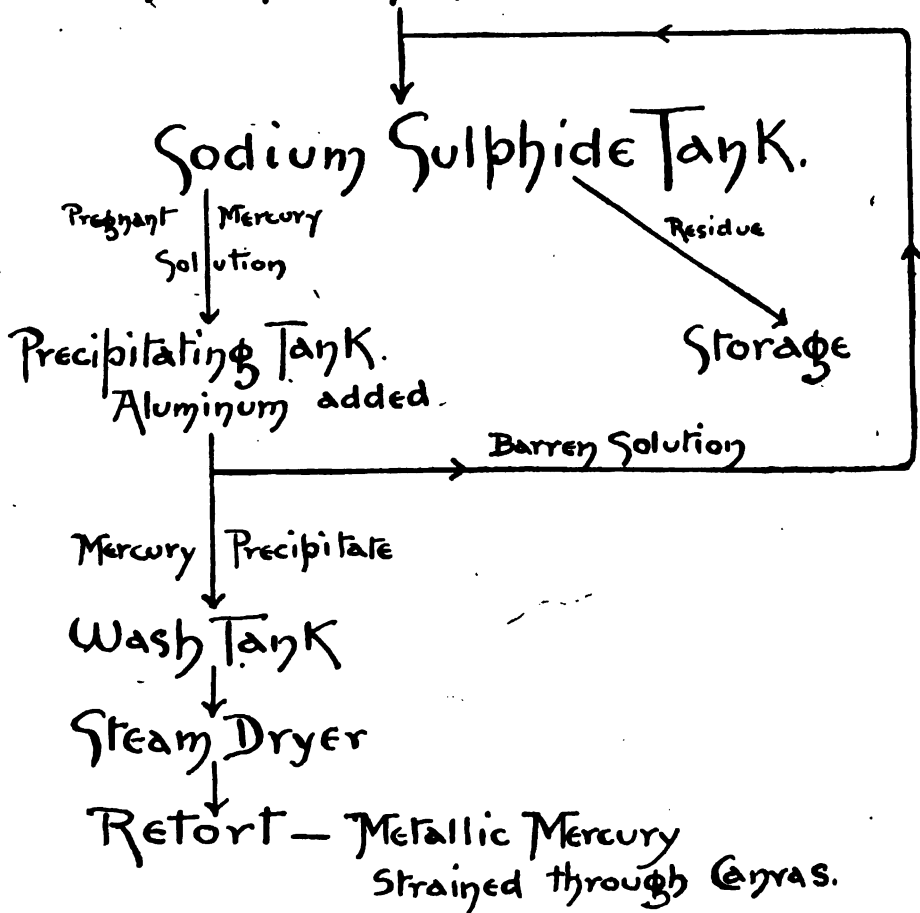 Sodium Sulphide Tank.
Pregnant Mercury
Solution
Residue
Precipitating Tank.
Storage
Aluminum added.
Barren Solution
Mercury Precipitate
Wash Tank
Steam Dryer
Retort – Metallic Mercury
Strained through Canvas.